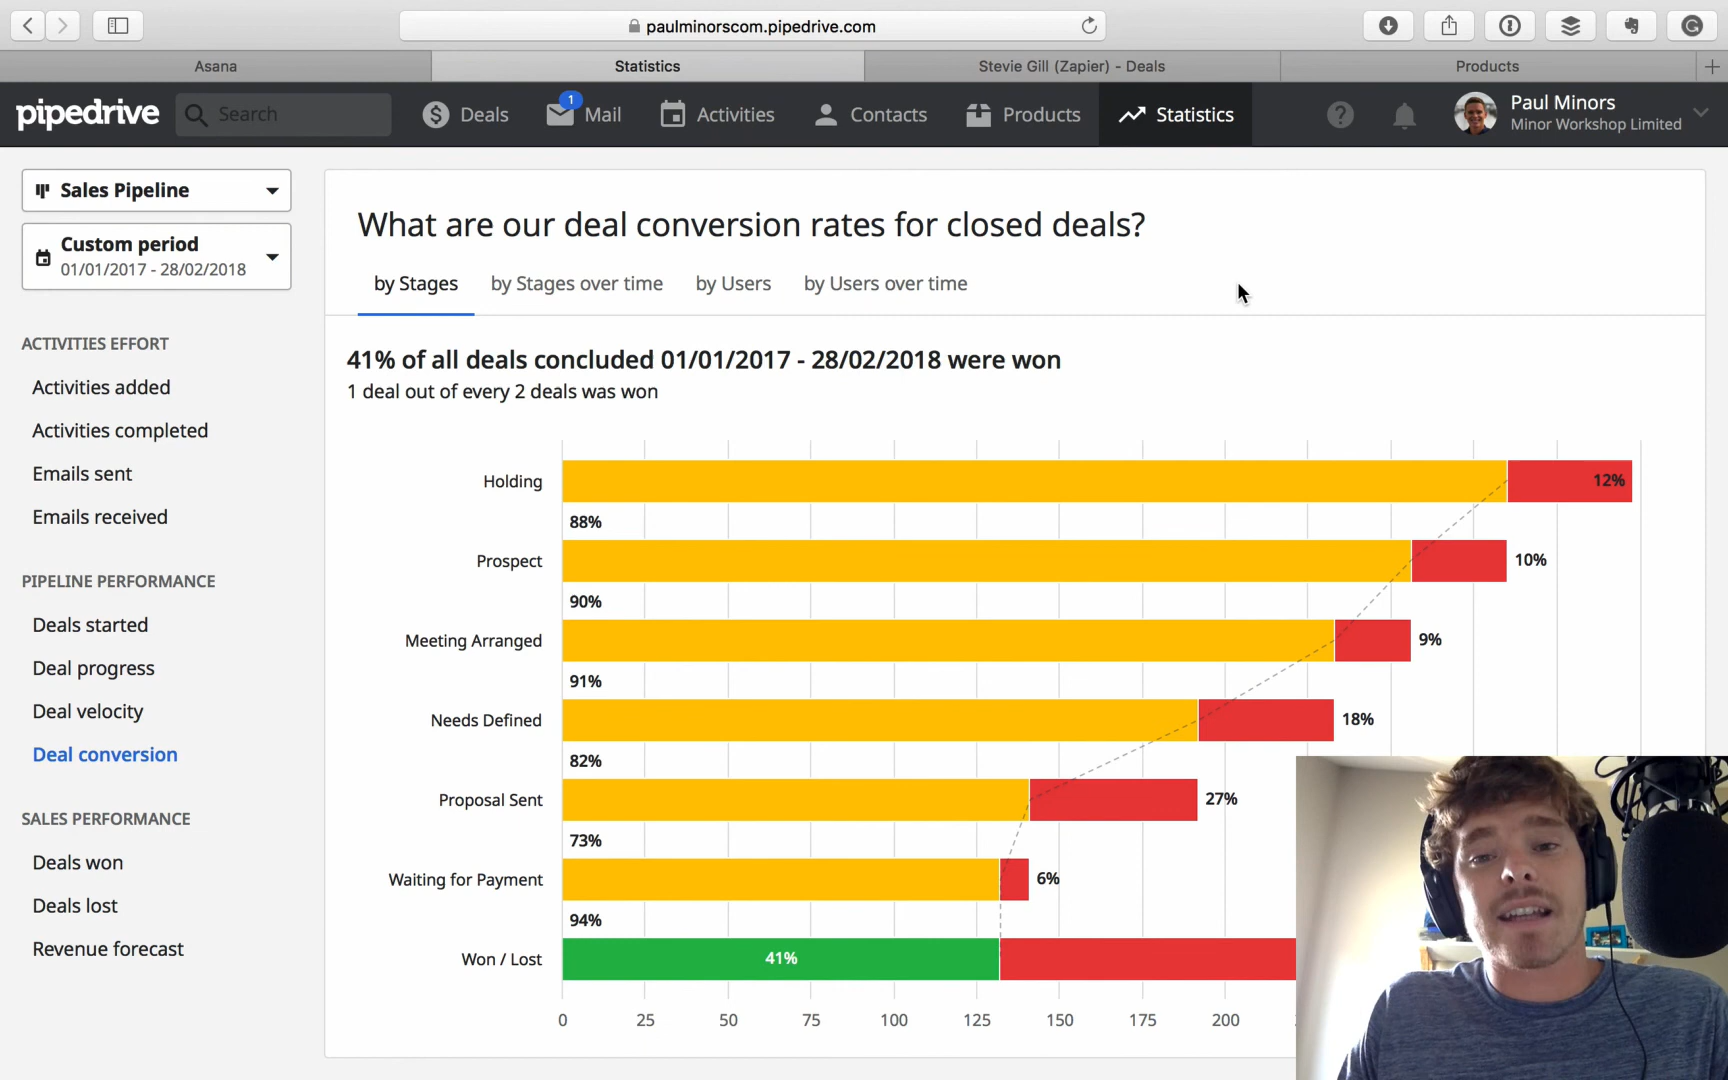 paulminorscom.pipedrive.com
Asana
Statistics
Stevie Gill (Zapier) - Deals
Products
pipedrive
Search
Deals
1
Mail
Activities
Contacts
Products
Statistics
?
Paul Minors
Minor Workshop Limited
Sales Pipeline
Custom period
01/01/2017 - 28/02/2018
ACTIVITIES EFFORT
Activities added
Activities completed
Emails sent
Emails received
PIPELINE PERFORMANCE
Deals started
Deal progress
Deal velocity
Deal conversion
SALES PERFORMANCE
Deals won
Deals lost
Revenue forecast
What are our deal conversion rates for closed deals?
by Stages
by Stages over time
by Users
by Users over time
41% of all deals concluded 01/01/2017 - 28/02/2018 were won
1 deal out of every 2 deals was won
Holding
12%
88%
Prospect
10%
90%
Meeting Arranged
9%
91%
Needs Defined
18%
82%
Proposal Sent
27%
73%
Waiting for Payment
6%
94%
Won / Lost
41%
0
25
50
75
100
125
150
175
200